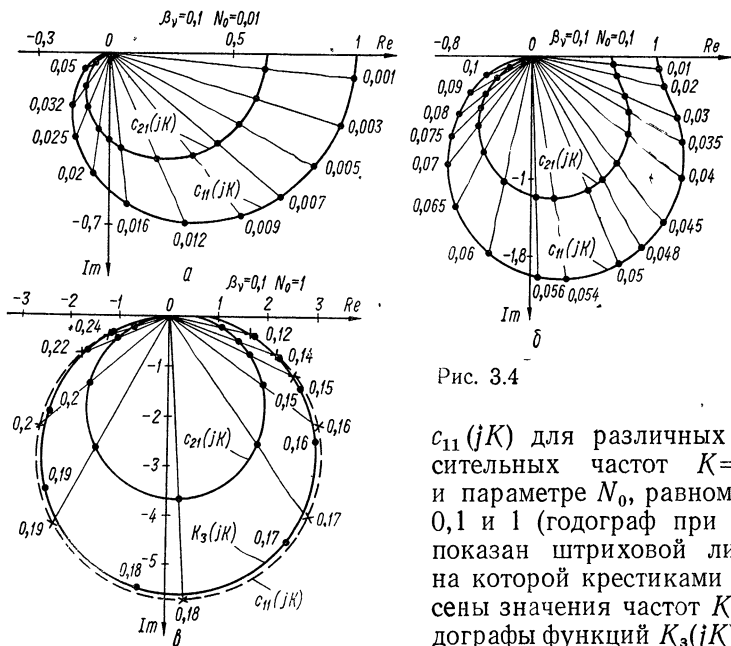 βν=0,1 N₀=0,01
-0,3 0 0,5 1 Re
0,05
0,032
0,025
0,02
0,016
0,012
0,009
0,007
0,005
0,003
0,001
c₂₁(jK)
c₁₁(jK)
-0,7
Im
а
βν=0,1 N₀=0,1
-0,8 0 1 Re
0,1
0,09
0,08
0,075
0,07
0,065
0,06
0,056
0,054
0,05
0,048
0,045
0,04
0,035
0,03
0,02
0,01
c₂₁(jK)
c₁₁(jK)
-1
-1,8
Im
б
βν=0,1 N₀=1
-3 -2 -1 0 1 2 3 Re
0,24
0,22
0,2
0,2
0,19
0,19
0,18
0,18
0,17
0,17
0,16
0,16
0,15
0,15
0,14
0,12
-1
-2
-3
-4
-5
c₂₁(jK)
K₃(jK)
c₁₁(jK)
Im
в
Рис. 3.4
c₁₁(jK) для различных
сительных частот K=
и параметре N₀, равном
0,1 и 1 (годограф при
показан штриховой ли
на которой крестиками
сены значения частот K
дографы функций K₃(jK)